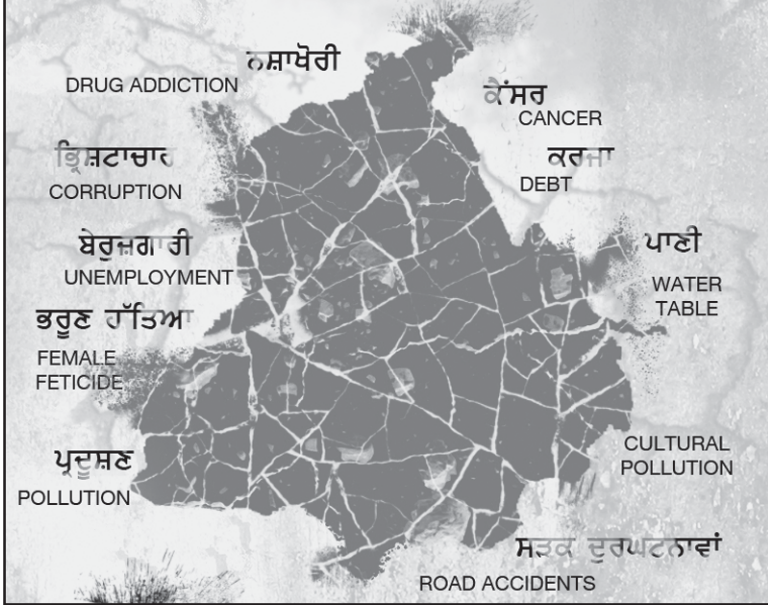 ਨਸ਼ਾਖੋਰੀ
DRUG ADDICTION
ਕੈਂਸਰ
CANCER
ਭ੍ਰਿਸ਼ਟਾਚਾਰ
CORRUPTION
ਕਰਜਾ
DEBT
ਬੇਰੁਜ਼ਗਾਰੀ
UNEMPLOYMENT
ਪਾਣੀ
WATER
TABLE
ਭਰੂਣ ਹੱਤਿਆ
FEMALE
FETICIDE
CULTURAL
POLLUTION
ਪ੍ਰਦੂਸ਼ਣ
POLLUTION
ਸੜਕ ਦੁਰਘਟਨਾਵਾਂ
ROAD ACCIDENTS